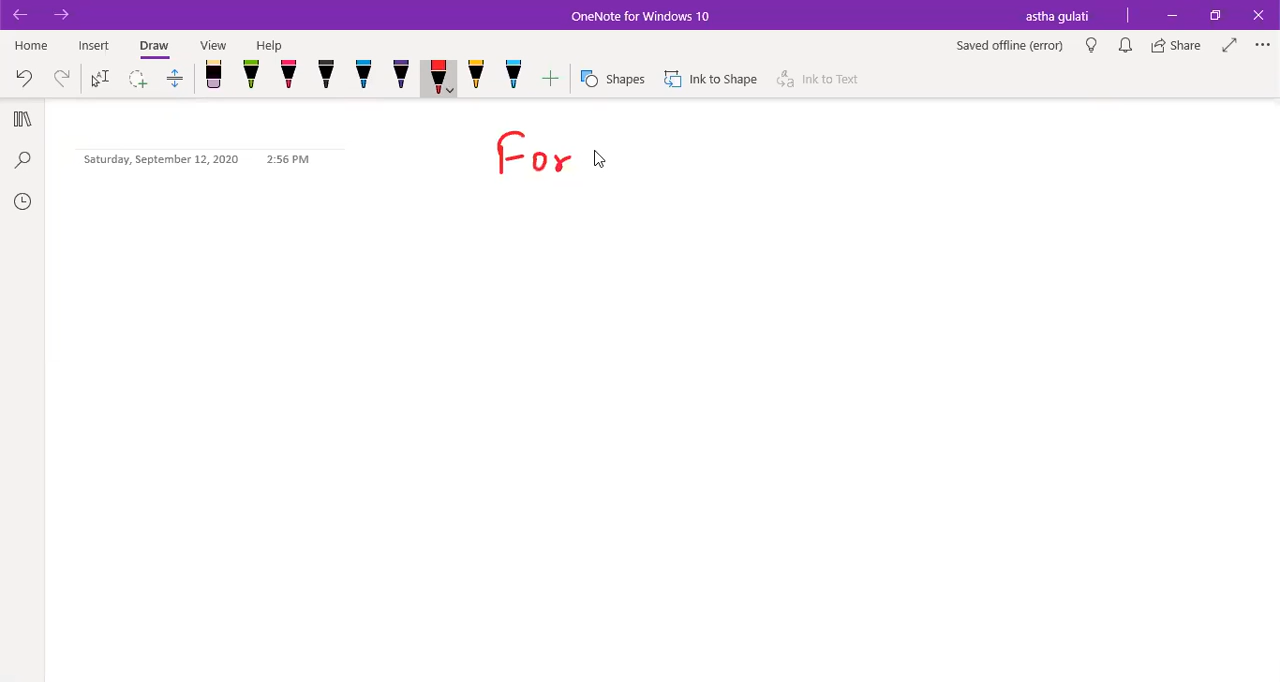 OneNote for Windows 10
astha gulati
Home Insert Draw View Help
Saved offline (error) Share
Shapes Ink to Shape Ink to Text
Saturday, September 12, 2020 2:56 PM
For